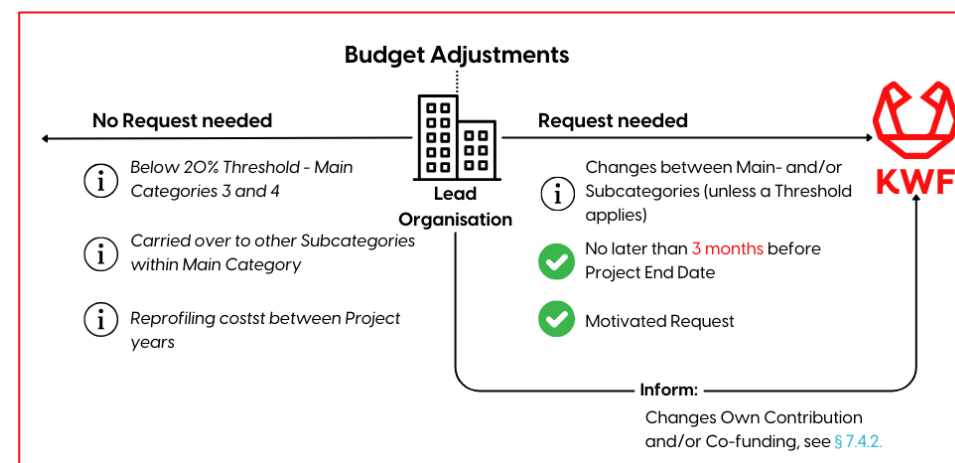 Budget Adjustments
No Request needed
Below 20% Threshold - Main
Categories 3 and 4
Carried over to other Subcategories
within Main Category
Reprofiling costst between Project
years
Lead
Organisation
Request needed
Changes between Main- and/or
Subcategories (unless a Threshold
applies)
No later than 3 months before
Project End Date
Motivated Request
KWF
Inform:
Changes Own Contribution
and/or Co-funding, see § 7.4.2.